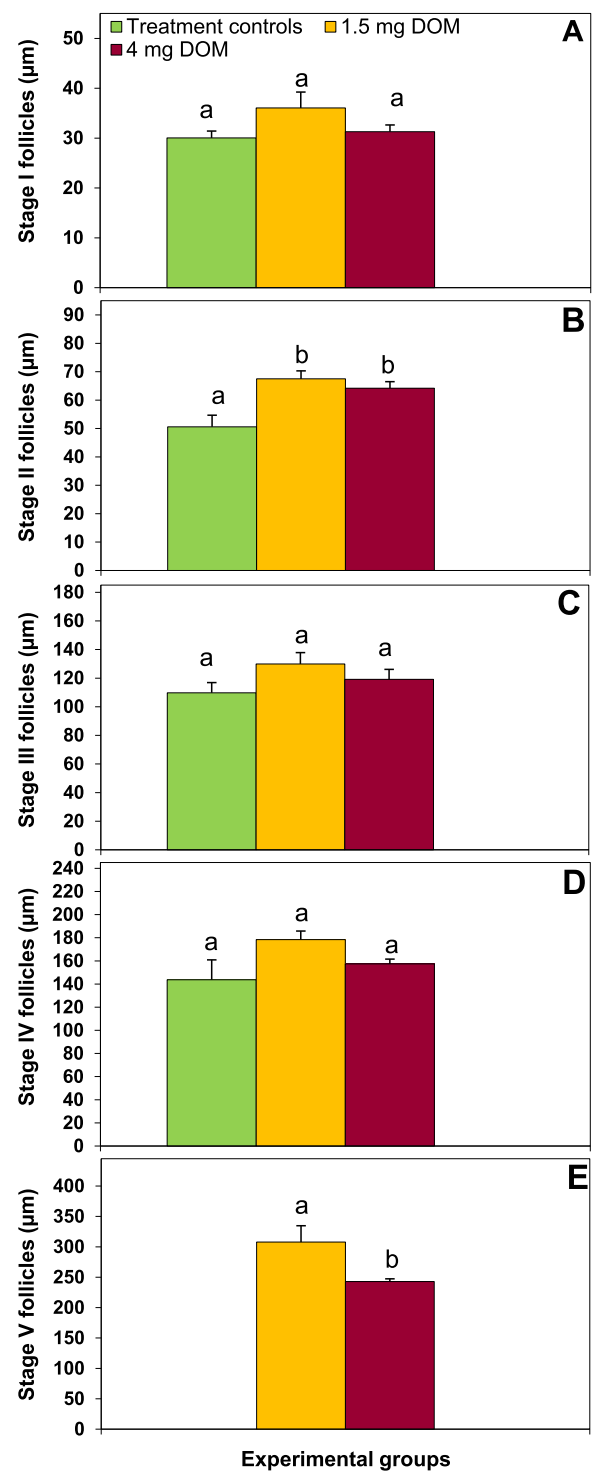 Treatment controls 1.5 mg DOM
4 mg DOM
A
Stage I follicles (µm)
50
40
30
20
10
0
a
a
a
B
Stage II follicles (µm)
90
80
70
60
50
40
30
20
10
0
a
b
b
C
Stage III follicles (µm)
180
160
140
120
100
80
60
40
20
0
a
a
a
D
Stage IV follicles (µm)
240
220
200
180
160
140
120
100
80
60
40
20
0
a
a
a
E
Stage V follicles (µm)
400
350
300
250
200
150
100
50
0
a
b
Experimental groups